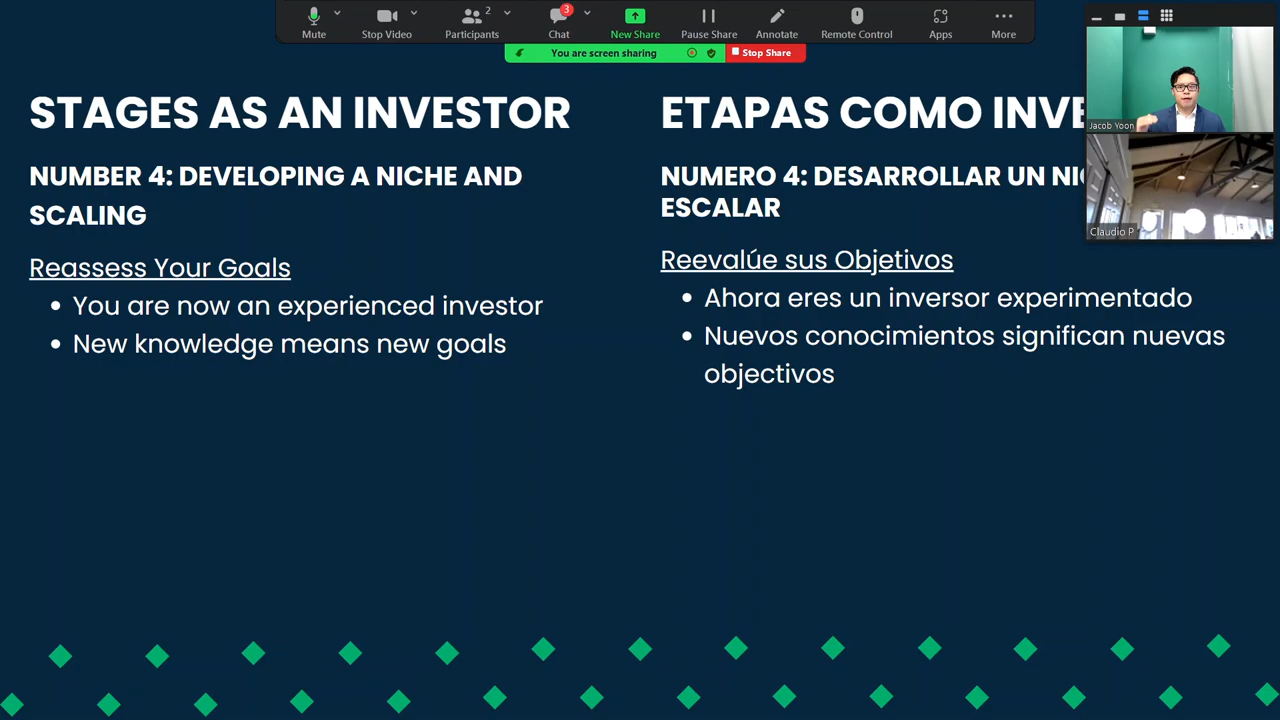 Mute
Stop Video
2
Participants
3
Chat
New Share
Pause Share
Annotate
Remote Control
Apps
More
You are screen sharing
Stop Share
Jacob Yoon
Claudio P
STAGES AS AN INVESTOR
NUMBER 4: DEVELOPING A NICHE AND
SCALING
Reassess Your Goals
• You are now an experienced investor
• New knowledge means new goals
ETAPAS COMO INVE
NUMERO 4: DESARROLLAR UN NIC
ESCALAR
Reevalúe sus Objetivos
• Ahora eres un inversor experimentado
• Nuevos conocimientos significan nuevas
objectivos